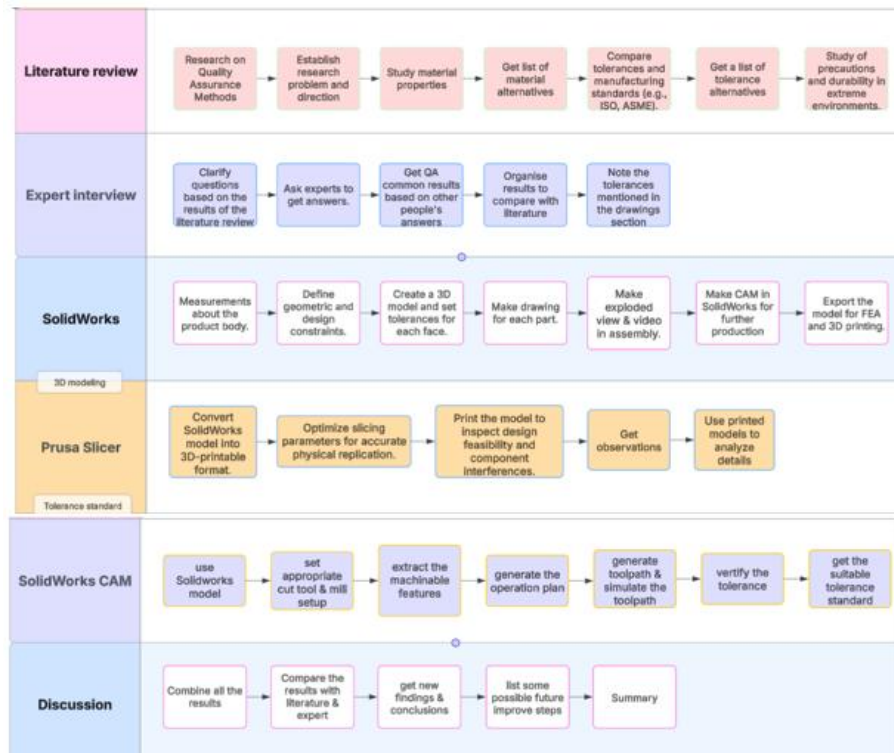 Literature review
Research on
Quality
Assurance
Methods
Establish
research
problem and
direction
Study material
properties
Get list of
material
alternatives
Compare
tolerances and
manufacturing
standards (e.g.,
ISO, ASME).
Get a list of
tolerance
alternatives
Study of
precautions
and durability
in extreme
environments.
Expert interview
Clarify
questions
based on the
results of the
literature review
Ask experts to
get answers.
Get QA
common results
based on other
people's
answers
Organise
results to
compare with
literature
Note the
tolerances
mentioned in
the drawings
section
SolidWorks
Measurements
about the
product body.
Define
geometric and
design
constraints.
Create a 3D
model and set
tolerances for
each face.
Make drawing
for each part.
Make
exploded
view & video
in assembly.
Make CAM in
SolidWorks for
further
production
Export the
model for FEA
and 3D printing.
3D modeling
Prusa Slicer
Convert
SolidWorks
model into
3D-printable
format.
Optimize slicing
parameters for accurate
physical replication.
Print the model to
inspect design
feasibility and
component
interferences.
Get
observations
Use printed
models to
analyze
details
Tolerance standard
SolidWorks CAM
use
Solidworks
model
set
appropriate
cut tool & mill
setup
extract the
machinable
features
generate the
operation plan
generate
toolpath &
simulate the
toolpath
vertify the
tolerance
get the
suitable
tolerance
standard
Discussion
Combine all the
results
Compare the
results with
literature &
expert
get new
findings &
conclusions
list some
possible future
improve steps
Summary